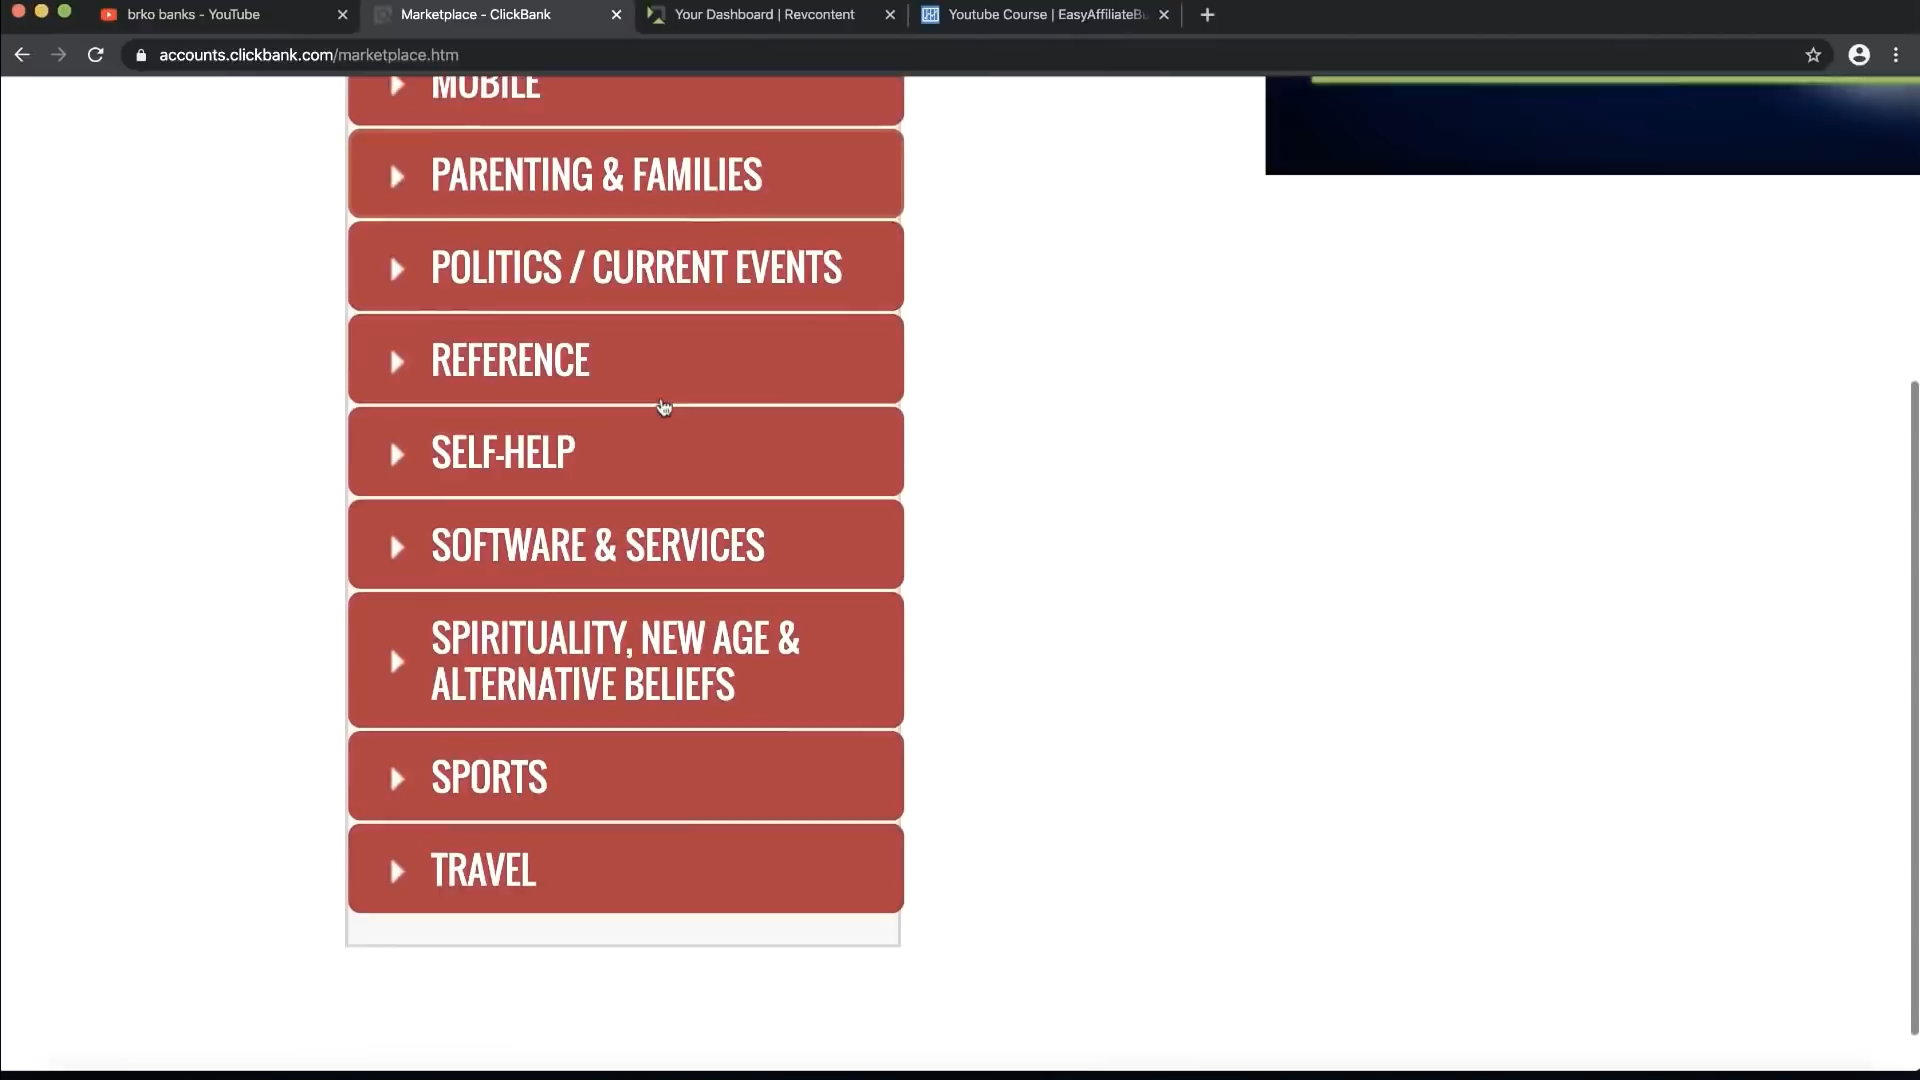 brko banks - YouTube
Marketplace - ClickBank
Your Dashboard | Revcontent
Youtube Course | EasyAffiliateBu
accounts.clickbank.com/marketplace.htm
MOBILE
PARENTING & FAMILIES
POLITICS / CURRENT EVENTS
REFERENCE
SELF-HELP
SOFTWARE & SERVICES
SPIRITUALITY, NEW AGE &
ALTERNATIVE BELIEFS
SPORTS
TRAVEL